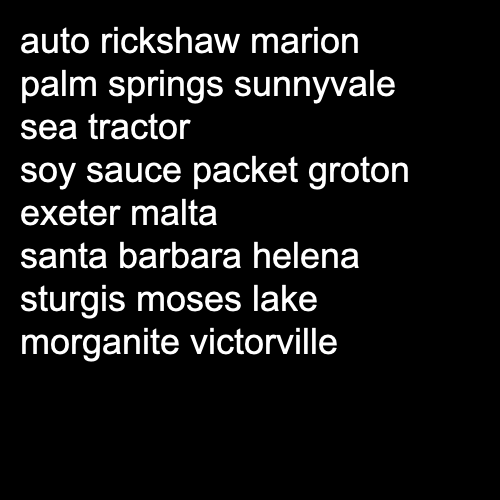 auto rickshaw marion
palm springs sunnyvale
sea tractor
soy sauce packet groton
exeter malta
santa barbara helena
sturgis moses lake
morganite victorville